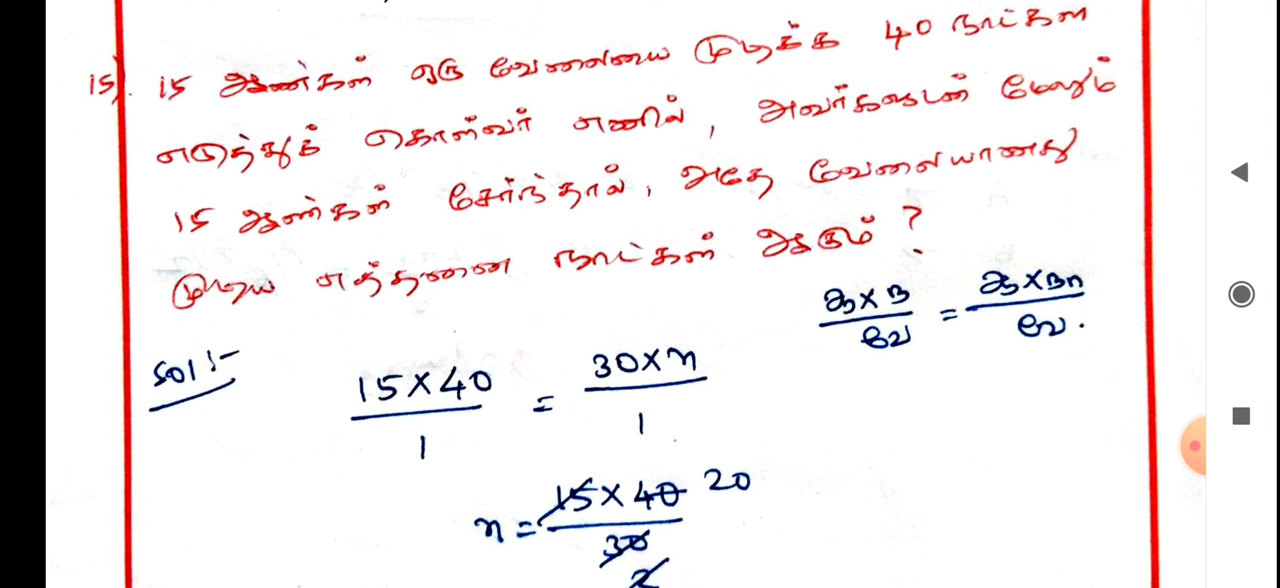 15). 15 ஆண்கள் ஒரு வேலையை முடிக்க 40 நாட்கள்
எடுத்துக் கொள்வர் எனில், அவர்களுடன் மேலும்
15 ஆண்கள் சேர்ந்தால், அதே வேலையானது
முடிய எத்தனை நாட்கள் ஆகும்?
ஆ×ந / வே = ஆ×நா / வே.
Sol:-
15×40 / 1 = 30×n / 1
n = 15×40 / 30 20
2